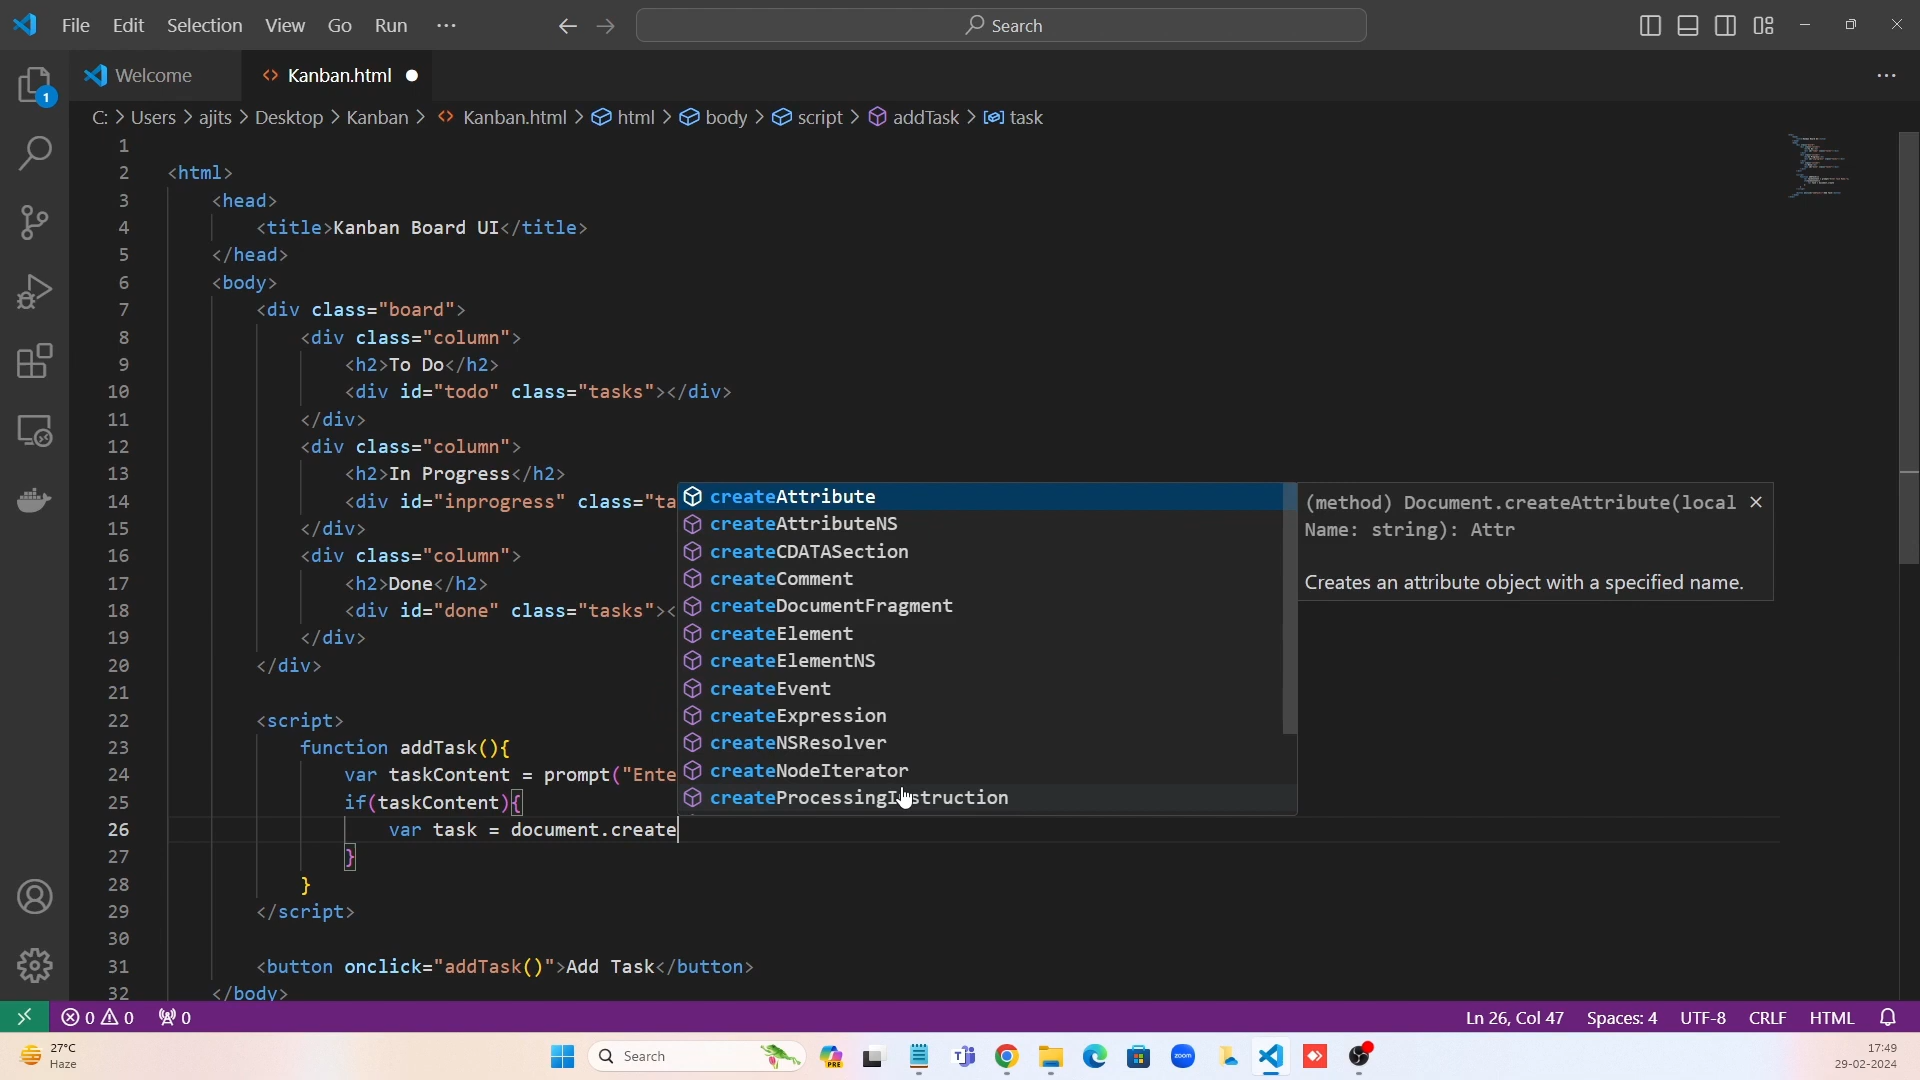 File Edit Selection View Go Run ··· Search
Welcome Kanban.html ···
C: > Users > ajits > Desktop > Kanban > Kanban.html > html > body > script > addTask > task
1
1
2 <html>
3 <head>
4 <title>Kanban Board UI</title>
5 </head>
6 <body>
7 <div class="board">
8 <div class="column">
9 <h2>To Do</h2>
10 <div id="todo" class="tasks"></div>
11 </div>
12 <div class="column">
13 <h2>In Progress</h2>
14 <div id="inprogress" class="ta
15 </div>
16 <div class="column">
17 <h2>Done</h2>
18 <div id="done" class="tasks"><
19 </div>
20 </div>
21
22 <script>
23 function addTask(){
24 var taskContent = prompt("Ente
25 if(taskContent){
26 var task = document.create
27 }
28 }
29 </script>
30
31 <button onclick="addTask()">Add Task</button>
32 </body>
createAttribute
createAttributeNS
createCDATASection
createComment
createDocumentFragment
createElement
createElementNS
createEvent
createExpression
createNSResolver
createNodeIterator
createProcessingInstruction
(method) Document.createAttribute(local
Name: string): Attr
Creates an attribute object with a specified name.
0 0 0 Ln 26, Col 47 Spaces: 4 UTF-8 CRLF HTML
27°C
Haze
Search
PRE
zoom
17:49
29-02-2024